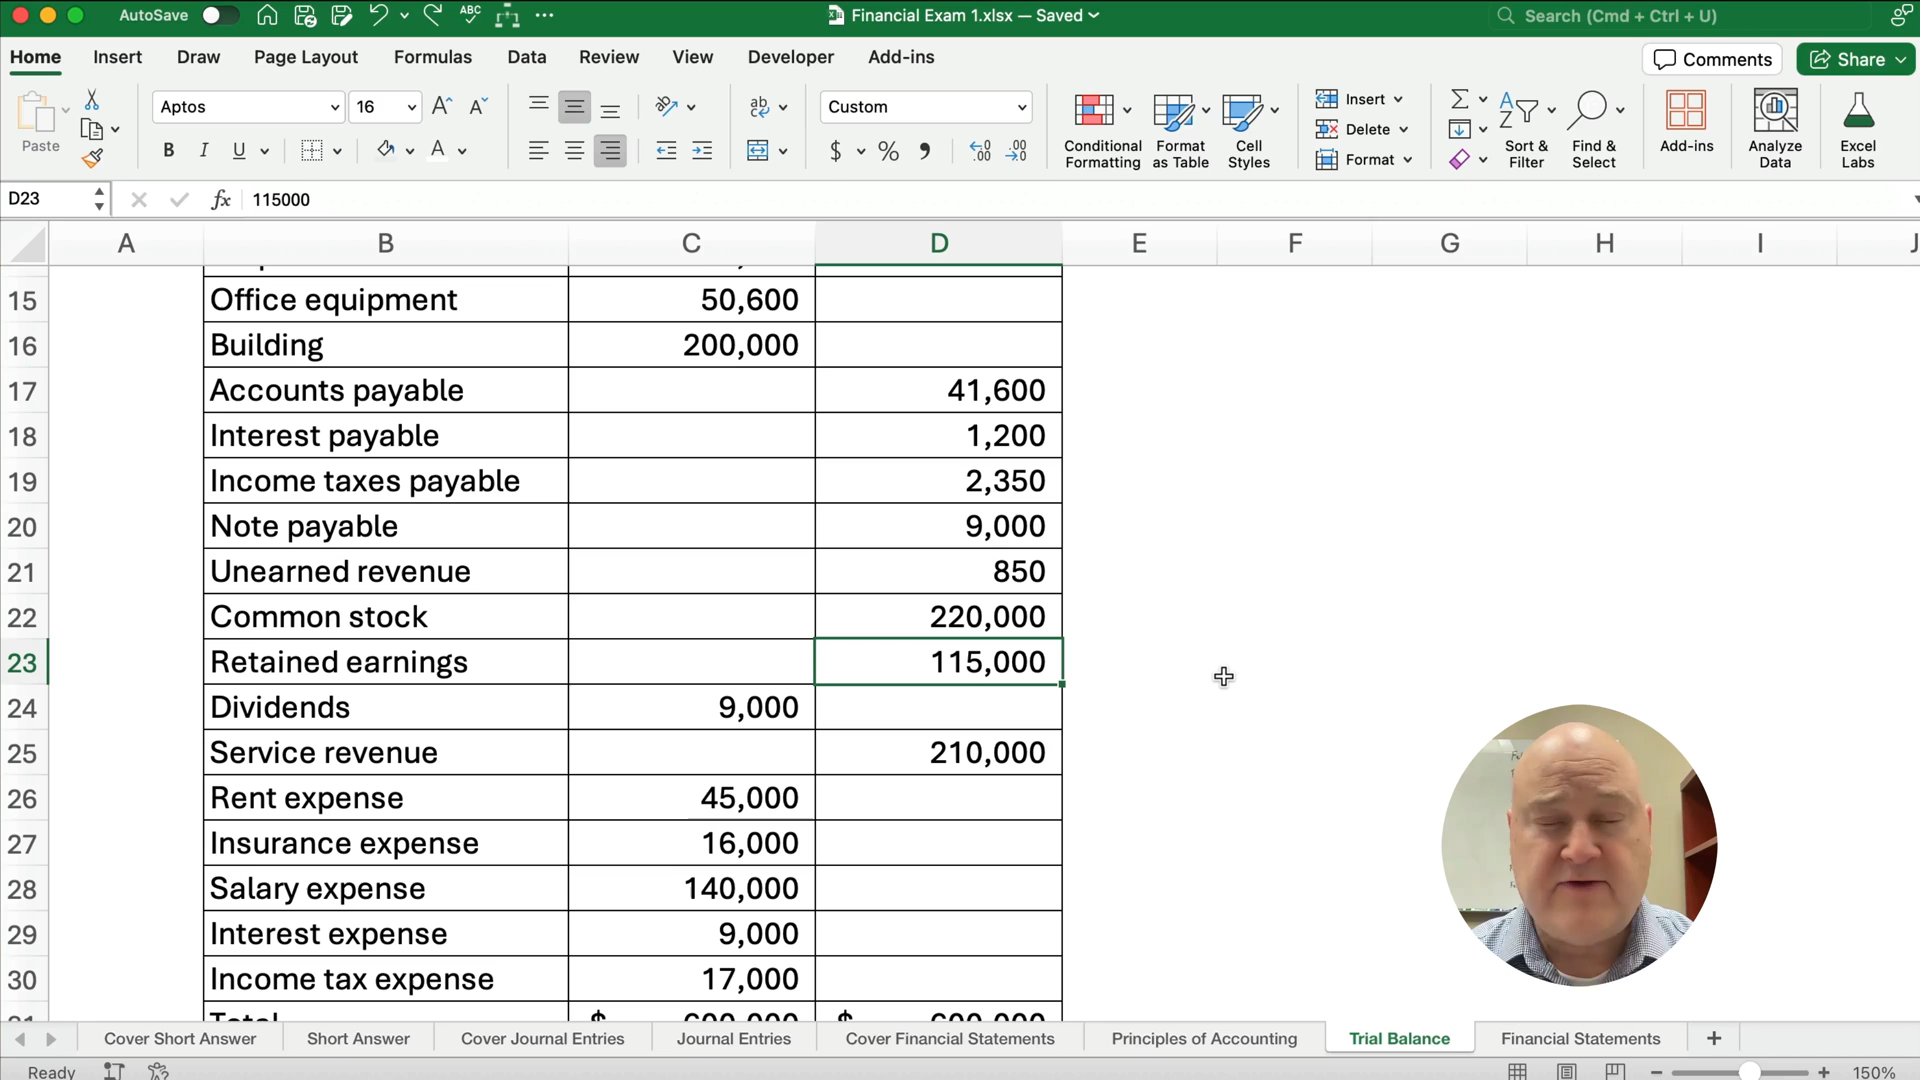 AutoSave
ABC
Financial Exam 1.xlsx — Saved
Search (Cmd + Ctrl + U)
Home Insert Draw Page Layout Formulas Data Review View Developer Add-ins
Comments Share
Paste
Aptos 16
Custom
B I U
$ % 9
Conditional Formatting
Format as Table
Cell Styles
Insert
Delete
Format
Sort & Filter
Find & Select
Add-ins
Analyze Data
Excel Labs
D23 fx 115000
A B C D E F G H I J
15 Office equipment 50,600
16 Building 200,000
17 Accounts payable 41,600
18 Interest payable 1,200
19 Income taxes payable 2,350
20 Note payable 9,000
21 Unearned revenue 850
22 Common stock 220,000
23 Retained earnings 115,000
24 Dividends 9,000
25 Service revenue 210,000
26 Rent expense 45,000
27 Insurance expense 16,000
28 Salary expense 140,000
29 Interest expense 9,000
30 Income tax expense 17,000
Total $ $
Cover Short Answer Short Answer Cover Journal Entries Journal Entries Cover Financial Statements Principles of Accounting Trial Balance Financial Statements +
Ready 150%